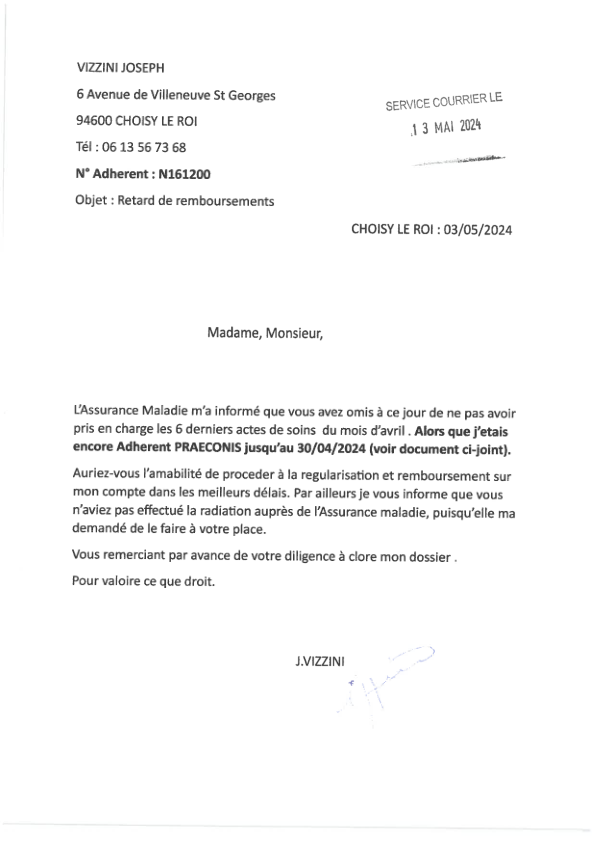 VIZZINI JOSEPH
6 Avenue de Villeneuve St Georges
94600 CHOISY LE ROI
Tél : 06 13 56 73 68
N° Adherent : N161200
Objet : Retard de remboursements
SERVICE COURRIER LE
13 MAI 2024
CHOISY LE ROI : 03/05/2024
Madame, Monsieur,
L'Assurance Maladie m'a informé que vous avez omis à ce jour de ne pas avoir
pris en charge les 6 derniers actes de soins du mois d'avril . Alors que j'etais
encore Adherent PRAECONIS jusqu'au 30/04/2024 (voir document ci-joint).
Auriez-vous l'amabilité de proceder à la regularisation et remboursement sur
mon compte dans les meilleurs délais. Par ailleurs je vous informe que vous
n'aviez pas effectué la radiation auprès de l'Assurance maladie, puisqu'elle ma
demandé de le faire à votre place.
Vous remerciant par avance de votre diligence à clore mon dossier .
Pour valoire ce que droit.
J.VIZZINI